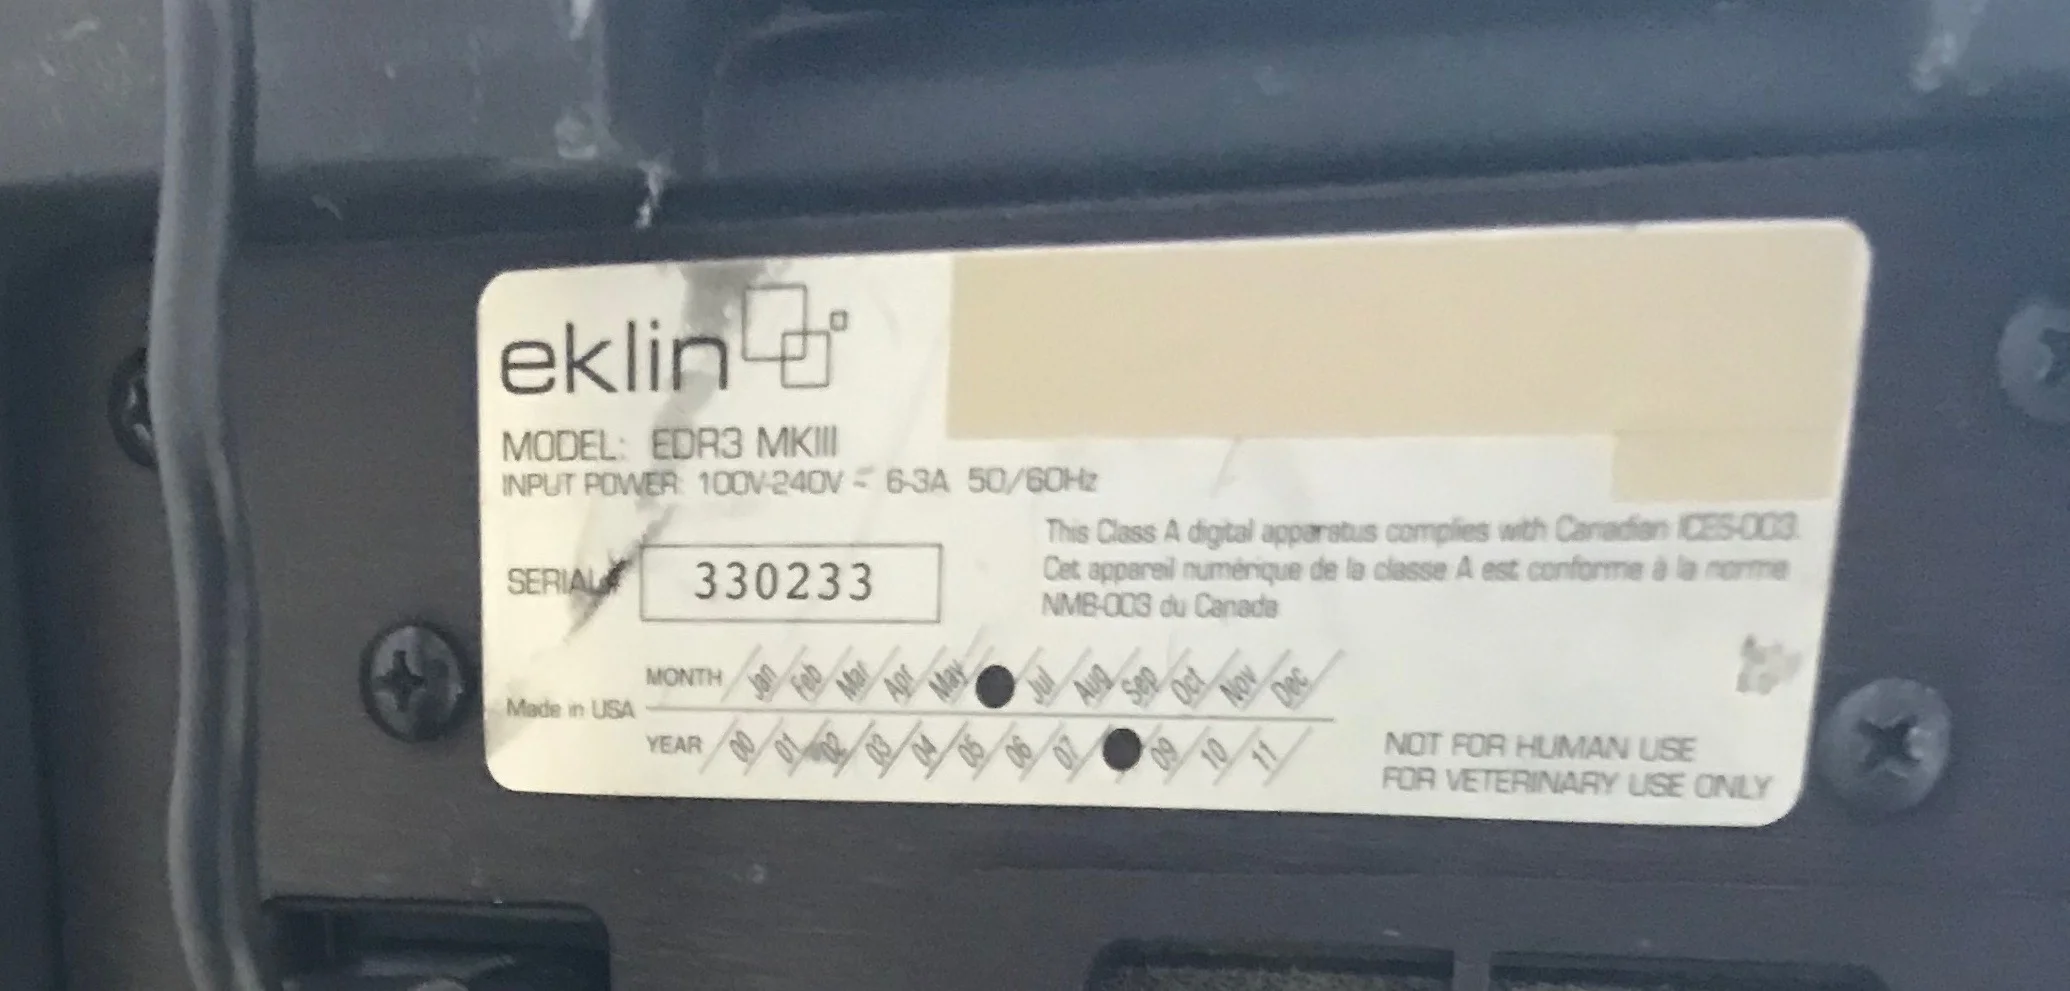 eklin
MODEL: EDR3 MKIII
INPUT POWER: 100V-240V 6-3A 50/60Hz
This Class A digital apparatus complies with Canadian ICES-003.
Cet appareil numérique de la classe A est conforme à la norme
NMB-003 du Canada
SERIAL# 330233
MONTH Jan Feb Mar Apr May Jul Aug Sep Oct Nov Dec
Made in USA
YEAR 00 01 02 03 04 05 06 07 09 10 11
NOT FOR HUMAN USE
FOR VETERINARY USE ONLY